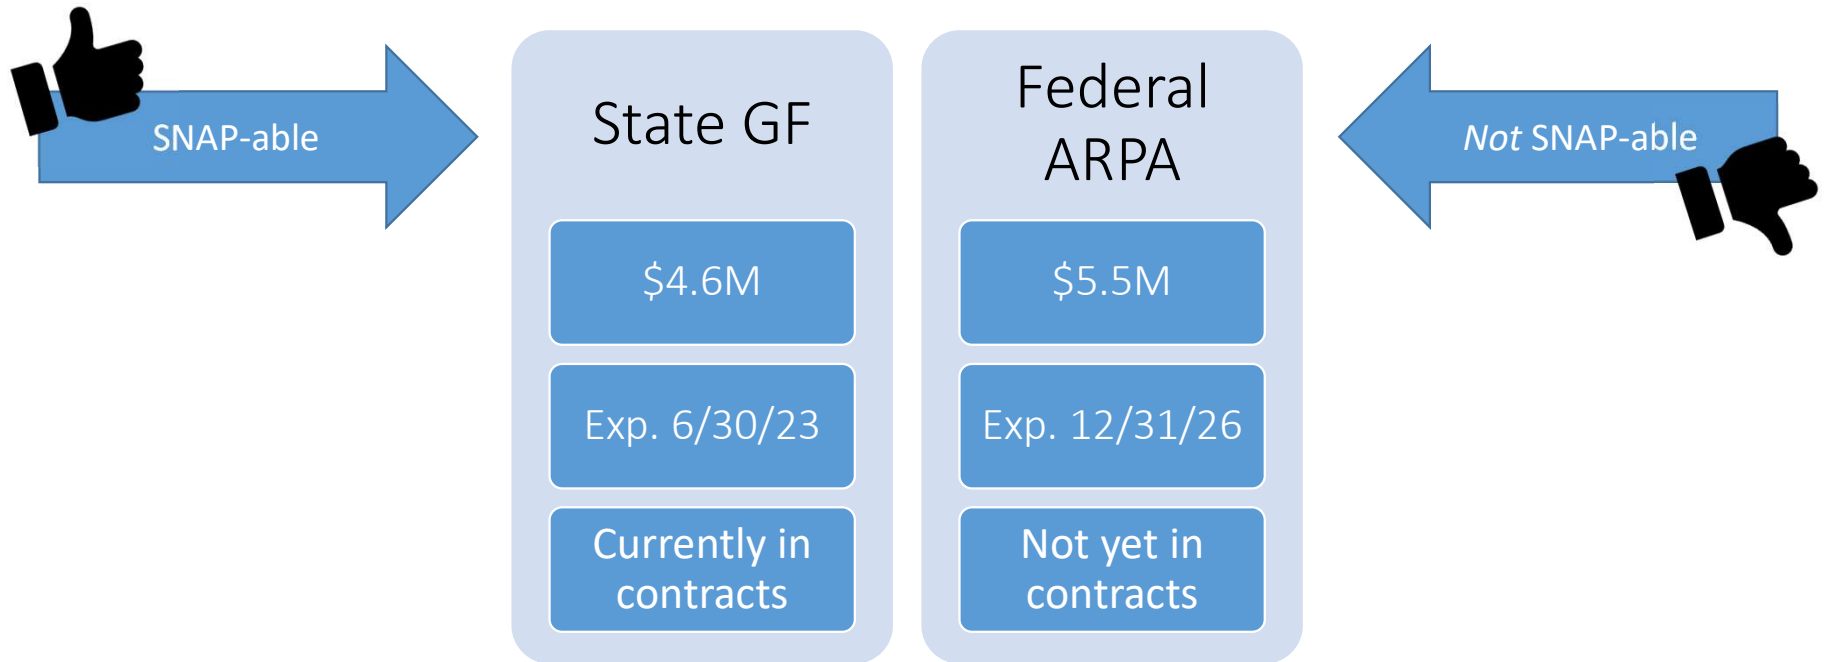 SNAP-able
State GF
$4.6M
Exp. 6/30/23
Currently in
contracts
Federal
ARPA
$5.5M
Exp. 12/31/26
Not yet in
contracts
Not SNAP-able